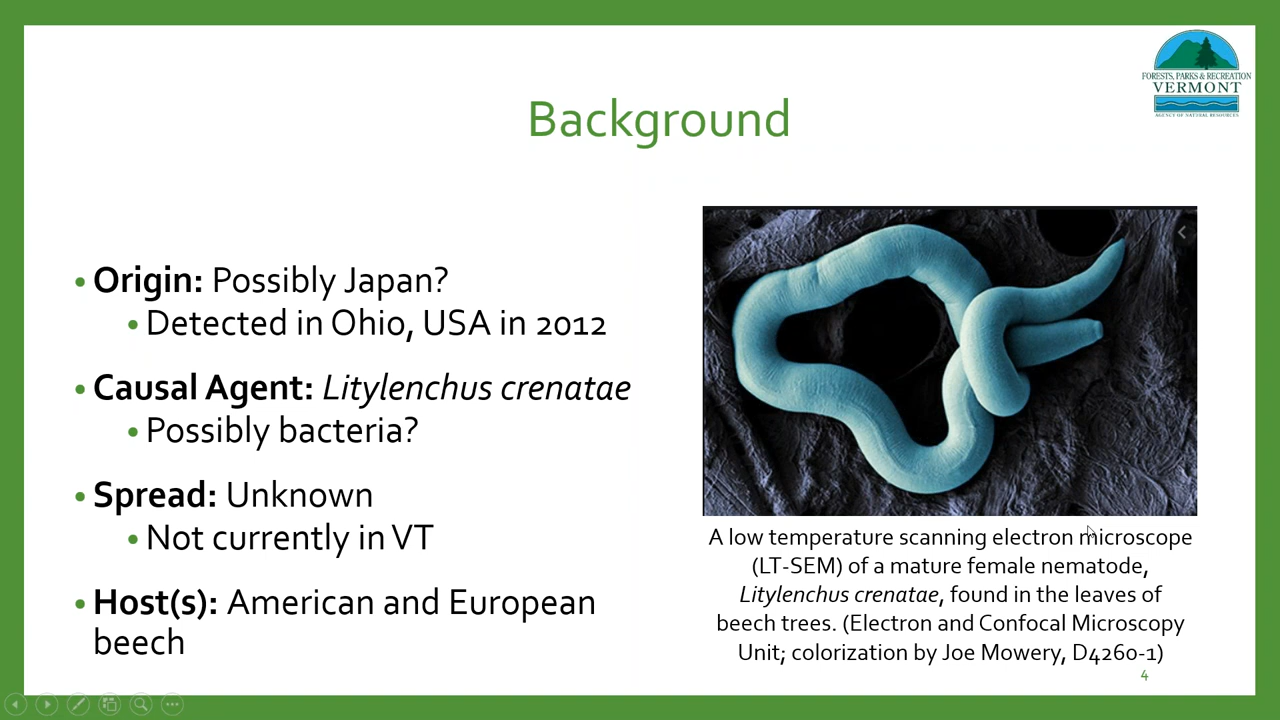 FORESTS, PARKS & RECREATION
VERMONT
AGENCY OF NATURAL RESOURCES
Background
• Origin: Possibly Japan?
• Detected in Ohio, USA in 2012
• Causal Agent: Litylenchus crenatae
• Possibly bacteria?
• Spread: Unknown
• Not currently in VT
• Host(s): American and European
beech
A low temperature scanning electron microscope
(LT-SEM) of a mature female nematode,
Litylenchus crenatae, found in the leaves of
beech trees. (Electron and Confocal Microscopy
Unit; colorization by Joe Mowery, D4260-1)
4